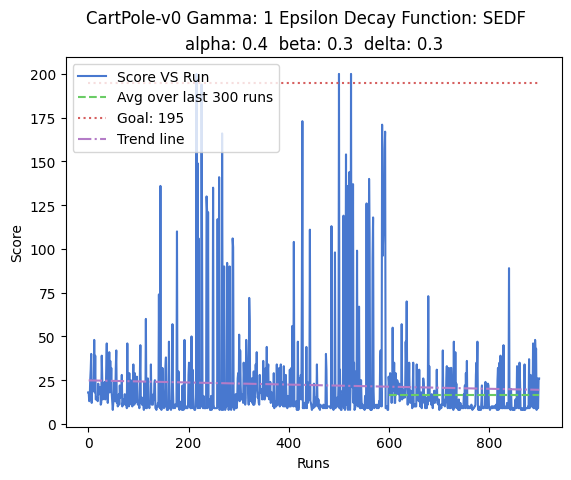 CartPole-v0 Gamma: 1 Epsilon Decay Function: SEDF
alpha: 0.4 beta: 0.3 delta: 0.3
Score VS Run
Avg over last 300 runs
Goal: 195
Trend line
Score
200
175
150
125
100
75
50
25
0
0 200 400 600 800
Runs